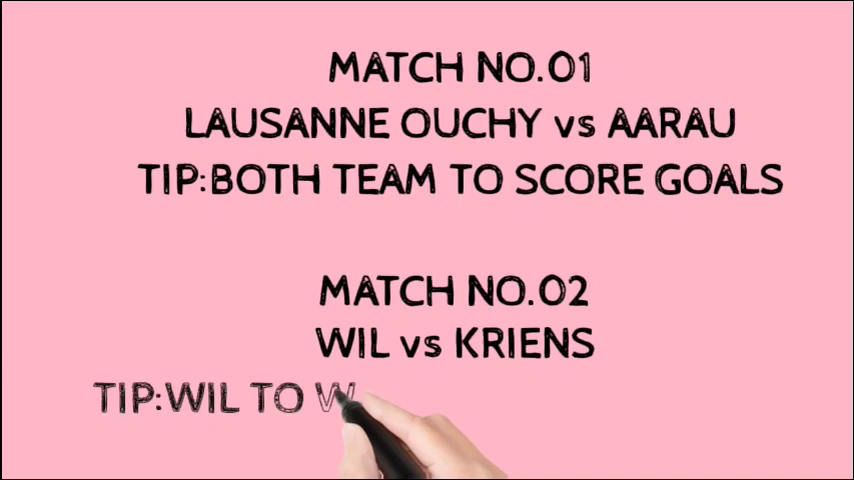 MATCH NO.01
LAUSANNE OUCHY vs AARAU
TIP:BOTH TEAM TO SCORE GOALS
MATCH NO.02
WIL vs KRIENS
TIP:WIL TO W